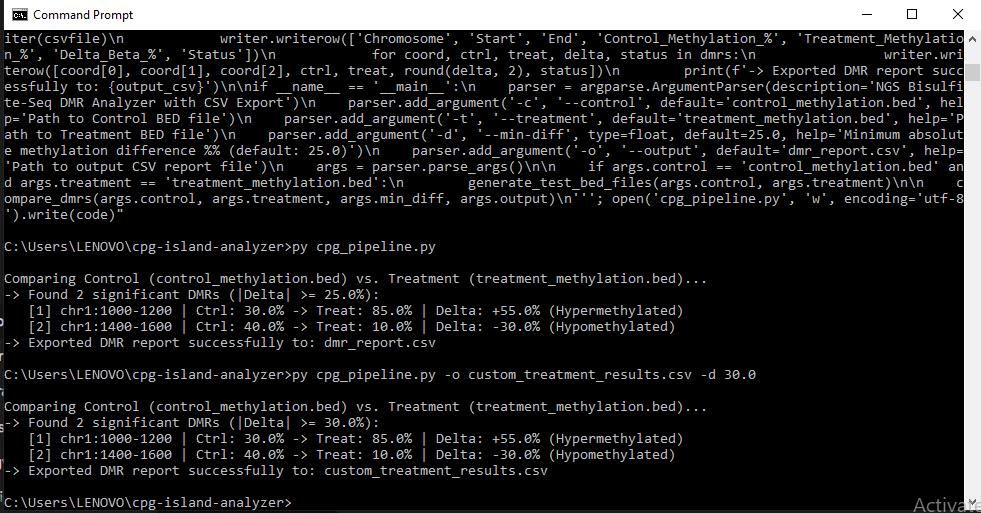 Command Prompt
iter(csvfile)\n            writer.writerow(['Chromosome', 'Start', 'End', 'Control_Methylation_%', 'Treatment_Methylatio
n_%', 'Delta_Beta_%', 'Status'])\n            for coord, ctrl, treat, delta, status in dmrs:\n                writer.wri
terow([coord[0], coord[1], coord[2], ctrl, treat, round(delta, 2), status])\n        print(f'-> Exported DMR report succ
essfully to: {output_csv}')\n\nif __name__ == '__main__':\n    parser = argparse.ArgumentParser(description='NGS Bisulfi
te-Seq DMR Analyzer with CSV Export')\n    parser.add_argument('-c', '--control', default='control_methylation.bed', hel
p='Path to Control BED file')\n    parser.add_argument('-t', '--treatment', default='treatment_methylation.bed', help='P
ath to Treatment BED file')\n    parser.add_argument('-d', '--min-diff', type=float, default=25.0, help='Minimum absolut
e methylation difference %% (default: 25.0)')\n    parser.add_argument('-o', '--output', default='dmr_report.csv', help=
'Path to output CSV report file')\n    args = parser.parse_args()\n\n    if args.control == 'control_methylation.bed' an
d args.treatment == 'treatment_methylation.bed':\n        generate_test_bed_files(args.control, args.treatment)\n\n    c
ompare_dmrs(args.control, args.treatment, args.min_diff, args.output)\n'''; open('cpg_pipeline.py', 'w', encoding='utf-8
').write(code)"
C:\Users\LENOVO\cpg-island-analyzer>py cpg_pipeline.py
Comparing Control (control_methylation.bed) vs. Treatment (treatment_methylation.bed)...
-> Found 2 significant DMRs (|Delta| >= 25.0%):
   [1] chr1:1000-1200 | Ctrl: 30.0% -> Treat: 85.0% | Delta: +55.0% (Hypermethylated)
   [2] chr1:1400-1600 | Ctrl: 40.0% -> Treat: 10.0% | Delta: -30.0% (Hypomethylated)
-> Exported DMR report successfully to: dmr_report.csv
C:\Users\LENOVO\cpg-island-analyzer>py cpg_pipeline.py -o custom_treatment_results.csv -d 30.0
Comparing Control (control_methylation.bed) vs. Treatment (treatment_methylation.bed)...
-> Found 2 significant DMRs (|Delta| >= 30.0%):
   [1] chr1:1000-1200 | Ctrl: 30.0% -> Treat: 85.0% | Delta: +55.0% (Hypermethylated)
   [2] chr1:1400-1600 | Ctrl: 40.0% -> Treat: 10.0% | Delta: -30.0% (Hypomethylated)
-> Exported DMR report successfully to: custom_treatment_results.csv
C:\Users\LENOVO\cpg-island-analyzer>